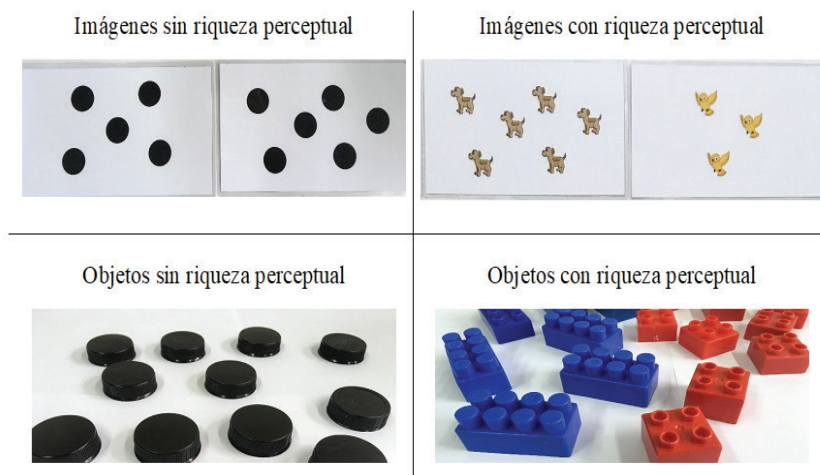 Imágenes sin riqueza perceptual
Imágenes con riqueza perceptual
Objetos sin riqueza perceptual
Objetos con riqueza perceptual